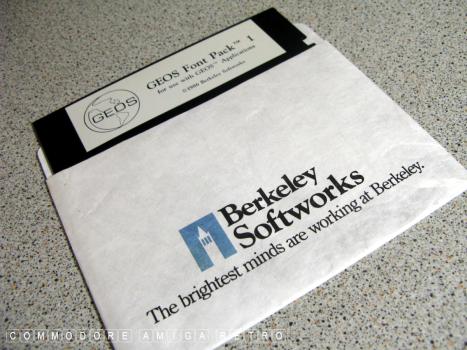 GEOS Font Pack™ 1
for use with GEOS™ Applications
©1986 Berkeley Softworks
GEOS
Berkeley
Softworks
The brightest minds are working at Berkeley.
COMMODORE AMIGA RETRO